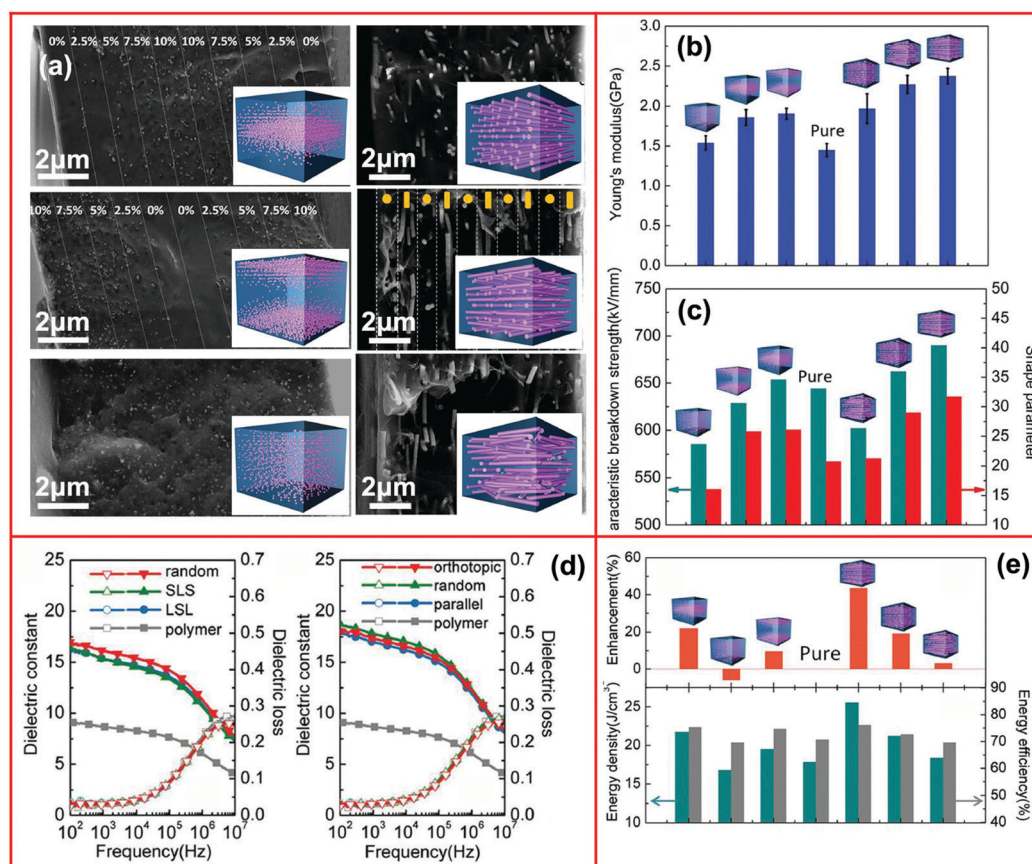 (a)
0% 2.5% 5% 7.5% 10% 10% 7.5% 5% 2.5% 0%
2μm
2μm
10% 7.5% 5% 2.5% 0% 0% 2.5% 5% 7.5% 10%
2μm
2μm
2μm
2μm
(b)
Young's modulus(GPa)
3.0
2.5
2.0
1.5
1.0
0.5
0.0
Pure
(c)
aracteristic breakdown strength(kV/mm)
750
700
650
600
550
500
Pure
50
45
40
35
30
25
20
15
10
Shape parameter
(d)
Dielectric constant
25
20
15
10
5
0
random
SLS
LSL
polymer
0.7
0.6
0.5
0.4
0.3
0.2
0.1
0.0
Dielectric loss
10² 10³ 10⁴ 10⁵ 10⁶ 10⁷
Frequency(Hz)
Dielectric constant
25
20
15
10
5
0
orthotopic
random
parallel
polymer
0.7
0.6
0.5
0.4
0.3
0.2
0.1
0.0
Dielectric loss
10² 10³ 10⁴ 10⁵ 10⁶ 10⁷
Frequency(Hz)
(e)
Enhancement(%)
60
40
20
0
Pure
Energy density(J/cm³)
25
20
15
10
90
80
70
60
50
40
Energy efficiency(%)